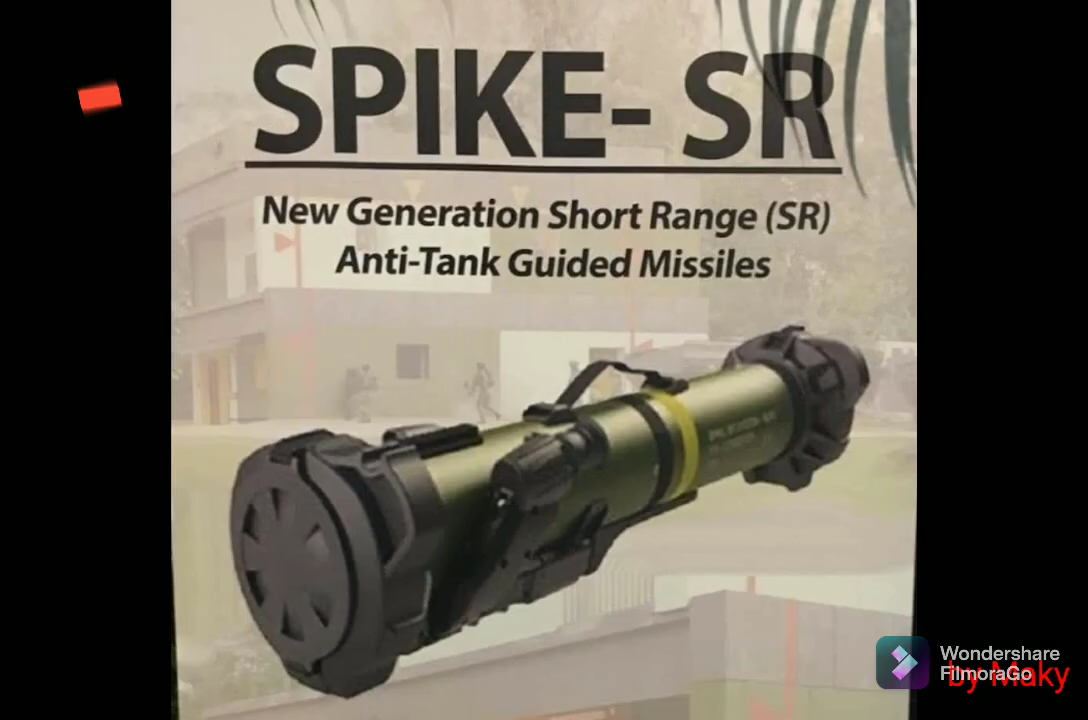 SPIKE- SR
New Generation Short Range (SR)
Anti-Tank Guided Missiles
Wondershare
FilmoraGo
by Maky